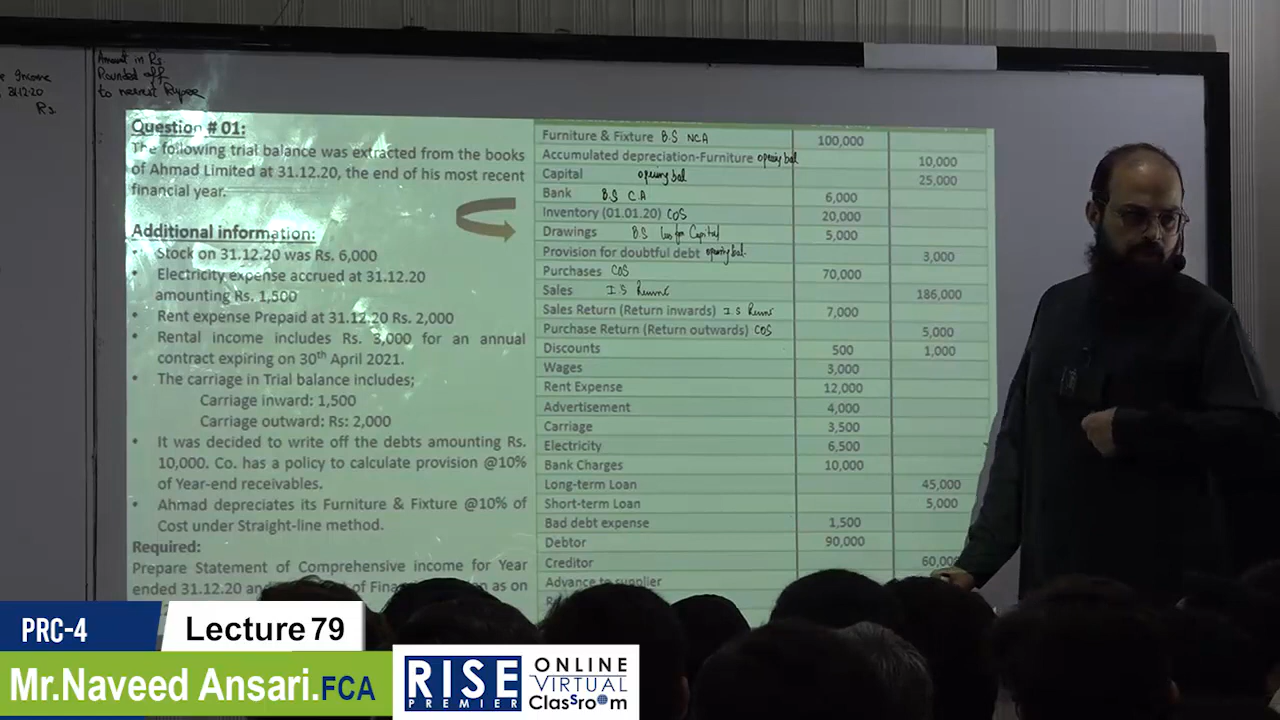 Amount in Rs
Rounded off
to nearest Rupee
Income
31.12.20
Rs.
Question # 01:
The following trial balance was extracted from the books
of Ahmad Limited at 31.12.20, the end of his most recent
financial year.
Additional information:
• Stock on 31.12.20 was Rs. 6,000
• Electricity expense accrued at 31.12.20
amounting Rs. 1,500
• Rent expense Prepaid at 31.12.20 Rs. 2,000
• Rental income includes Rs. 3,000 for an annual
contract expiring on 30th April 2021.
• The carriage in Trial balance includes;
Carriage inward: 1,500
Carriage outward: Rs: 2,000
• It was decided to write off the debts amounting Rs.
10,000. Co. has a policy to calculate provision @10%
of Year-end receivables.
• Ahmad depreciates its Furniture & Fixture @10% of
Cost under Straight-line method.
Required:
Prepare Statement of Comprehensive income for Year
ended 31.12.20 and of as on
Furniture & Fixture B.S NCA 100,000
Accumulated depreciation-Furniture opening bal 10,000
Capital opening bal 25,000
Bank B.S CA 6,000
Inventory (01.01.20) COS 20,000
Drawings BS less from Capital 5,000
Provision for doubtful debt opening bal. 3,000
Purchases COS 70,000
Sales I.S Revenue 186,000
Sales Return (Return inwards) I.S Revenue 7,000
Purchase Return (Return outwards) COS 5,000
Discounts 500 1,000
Wages 3,000
Rent Expense 12,000
Advertisement 4,000
Carriage 3,500
Electricity 6,500
Bank Charges 10,000
Long-term Loan 45,000
Short-term Loan 5,000
Bad debt expense 1,500
Debtor 90,000
Creditor 60,000
Advance to supplier
PRC-4
Lecture 79
Mr.Naveed Ansari.FCA
RISE
PREMIER
ONLINE
VIRTUAL
ClasSroom